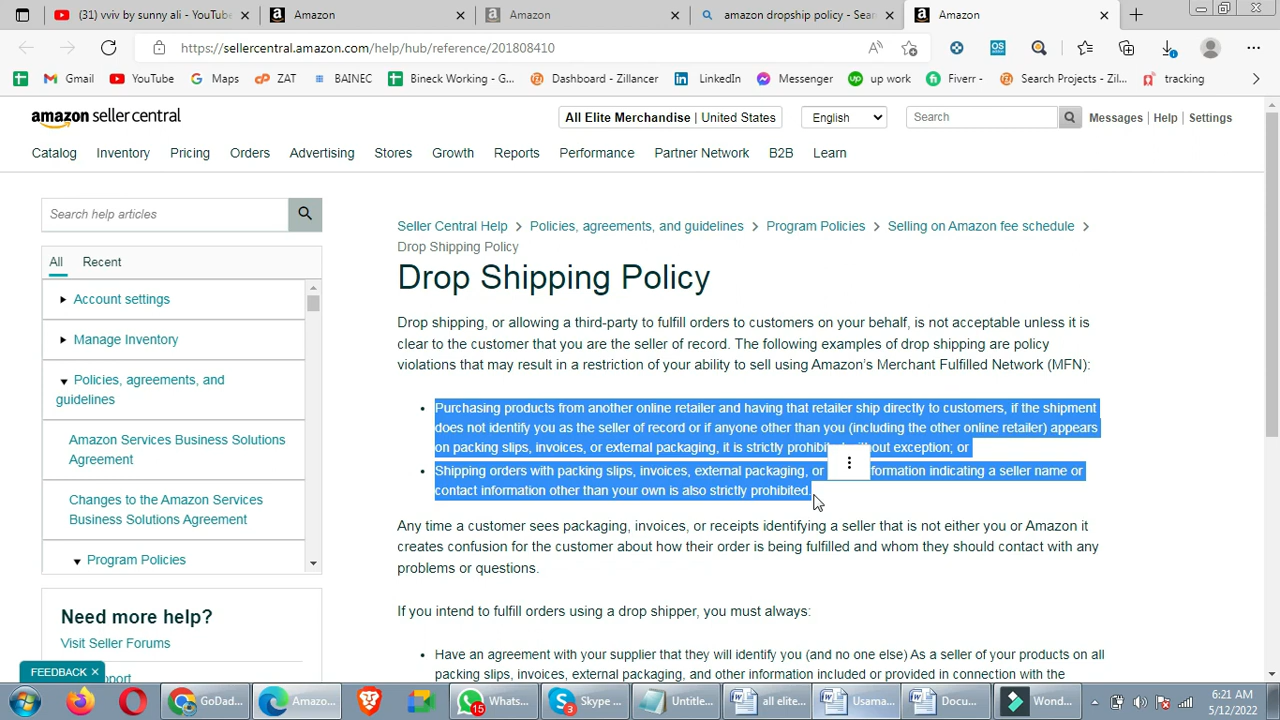 (31) vviv by sunny ali - YouTube
Amazon
Amazon
amazon dropship policy - Sear
Amazon
https://sellercentral.amazon.com/help/hub/reference/201808410
Gmail
YouTube
Maps
ZAT
BAINEC
Bineck Working - G...
Dashboard - Zillancer
LinkedIn
Messenger
up work
Fiverr -
Search Projects - Zil...
tracking
amazon seller central
All Elite Merchandise | United States
English
Search
Messages | Help | Settings
Catalog Inventory Pricing Orders Advertising Stores Growth Reports Performance Partner Network B2B Learn
Search help articles
All Recent
Account settings
Manage Inventory
Policies, agreements, and
guidelines
Amazon Services Business Solutions
Agreement
Changes to the Amazon Services
Business Solutions Agreement
Program Policies
Need more help?
Visit Seller Forums
FEEDBACK
Seller Central Help > Policies, agreements, and guidelines > Program Policies > Selling on Amazon fee schedule >
Drop Shipping Policy
Drop Shipping Policy
Drop shipping, or allowing a third-party to fulfill orders to customers on your behalf, is not acceptable unless it is
clear to the customer that you are the seller of record. The following examples of drop shipping are policy
violations that may result in a restriction of your ability to sell using Amazon's Merchant Fulfilled Network (MFN):
• Purchasing products from another online retailer and having that retailer ship directly to customers, if the shipment
does not identify you as the seller of record or if anyone other than you (including the other online retailer) appears
on packing slips, invoices, or external packaging, it is strictly prohibited without exception; or
• Shipping orders with packing slips, invoices, external packaging, or information indicating a seller name or
contact information other than your own is also strictly prohibited.
Any time a customer sees packaging, invoices, or receipts identifying a seller that is not either you or Amazon it
creates confusion for the customer about how their order is being fulfilled and whom they should contact with any
problems or questions.
If you intend to fulfill orders using a drop shipper, you must always:
• Have an agreement with your supplier that they will identify you (and no one else) As a seller of your products on all
packing slips, invoices, external packaging, and other information included or provided in connection with the
GoDad...
Amazo...
Whats...
15
Skype ...
3
Untitle...
all elite...
Usama...
Docu...
Wond...
6:21 AM
5/12/2022